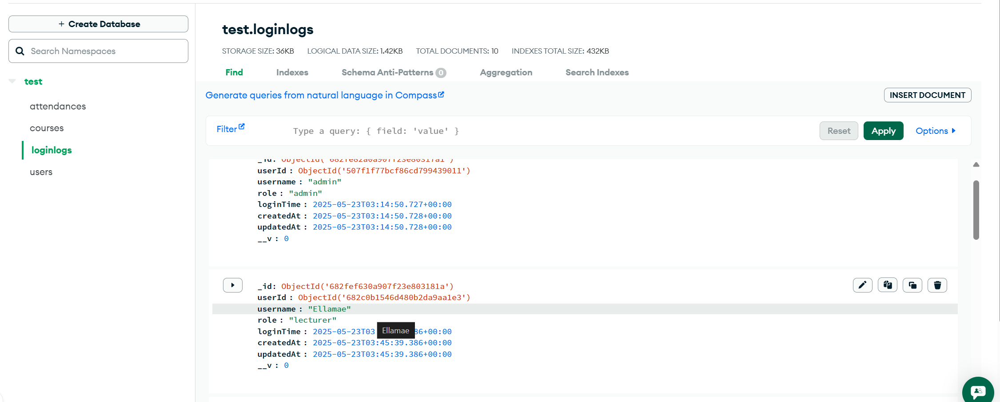 + Create Database
Search Namespaces
test
attendances
courses
loginlogs
users
test.loginlogs
STORAGE SIZE: 36KB LOGICAL DATA SIZE: 1.42KB TOTAL DOCUMENTS: 10 INDEXES TOTAL SIZE: 432KB
Find Indexes Schema Anti-Patterns 0 Aggregation Search Indexes
Generate queries from natural language in Compass
INSERT DOCUMENT
Filter Type a query: { field: 'value' } Reset Apply Options
_id: ObjectId('682fe82a0a907f23e80317a1')
userId : ObjectId('507f1f77bcf86cd799439011')
username : "admin"
role : "admin"
loginTime : 2025-05-23T03:14:50.727+00:00
createdAt : 2025-05-23T03:14:50.728+00:00
updatedAt : 2025-05-23T03:14:50.728+00:00
__v : 0
_id: ObjectId('682fef630a907f23e803181a')
userId : ObjectId('682c0b1546d480b2da9aa1e3')
username : "Ellamae"
role : "lecturer"
loginTime : 2025-05-23T03 86+00:00
Ellamae
createdAt : 2025-05-23T03:45:39.386+00:00
updatedAt : 2025-05-23T03:45:39.386+00:00
__v : 0